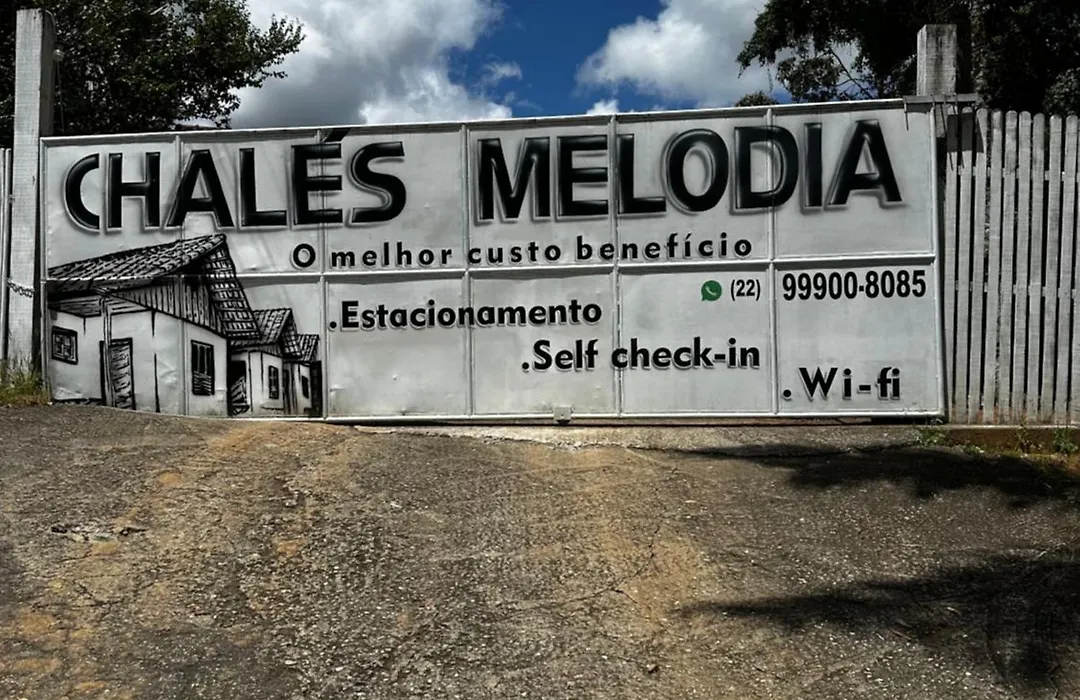 CHALÉS MELODIA
O melhor custo benefício
.Estacionamento
(22) 99900-8085
.Self check-in
.Wi-fi